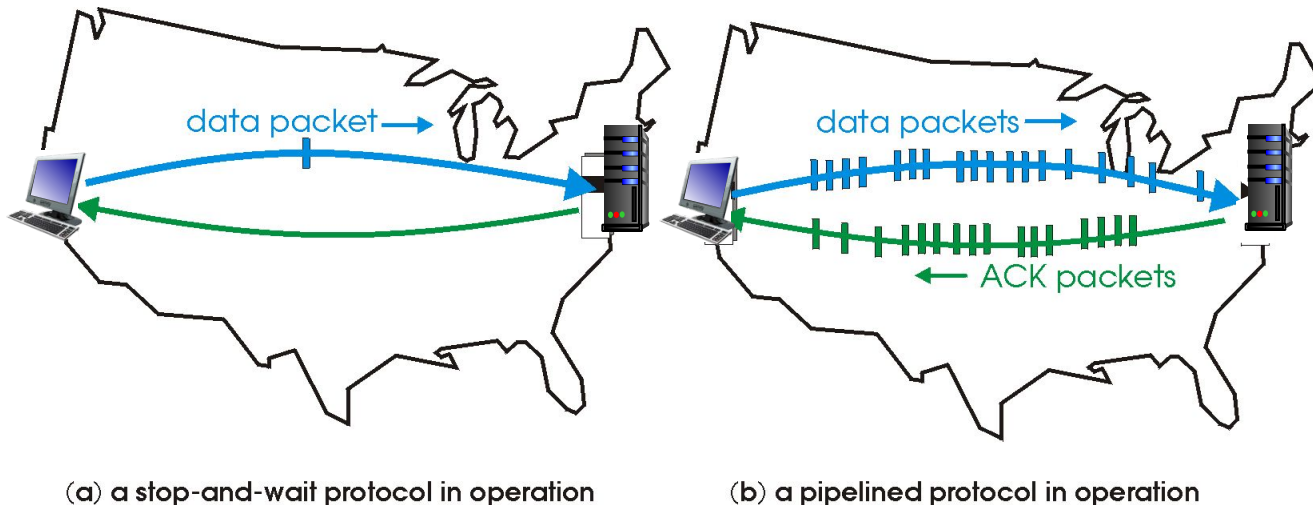 data packet
data packets
ACK packets
(a) a stop-and-wait protocol in operation
(b) a pipelined protocol in operation